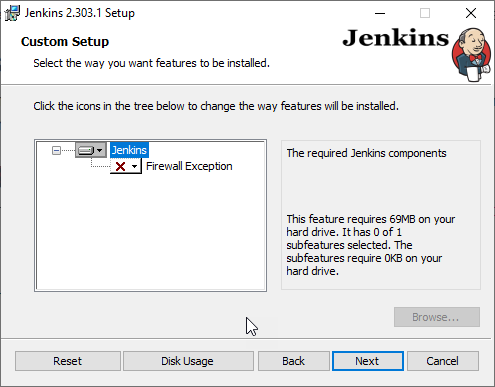 Jenkins 2.303.1 Setup
Custom Setup
Jenkins
Select the way you want features to be installed.
Click the icons in the tree below to change the way features will be installed.
Jenkins
Firewall Exception
The required Jenkins components
This feature requires 69MB on your
hard drive. It has 0 of 1
subfeatures selected. The
subfeatures require 0KB on your
hard drive.
Browse...
Reset
Disk Usage
Back
Next
Cancel